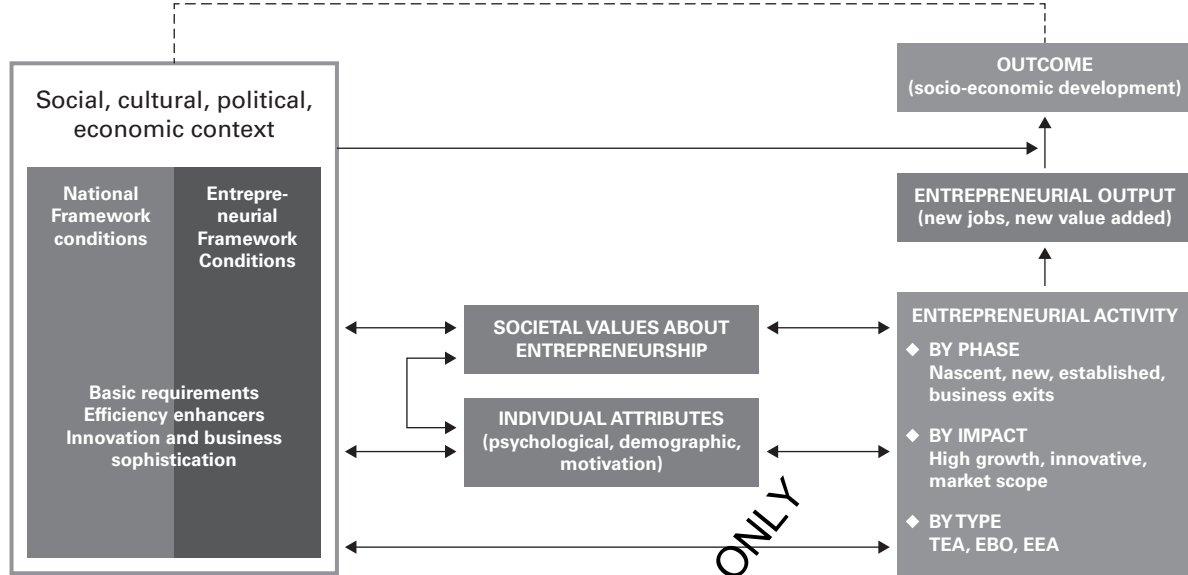 Social, cultural, political,
economic context
National
Framework
conditions
Entrepre-
neurial
Framework
Conditions
Basic requirements
Efficiency enhancers
Innovation and business
sophistication
SOCIETAL VALUES ABOUT
ENTREPRENEURSHIP
INDIVIDUAL ATTRIBUTES
(psychological, demographic,
motivation)
OUTCOME
(socio-economic development)
ENTREPRENEURIAL OUTPUT
(new jobs, new value added)
ENTREPRENEURIAL ACTIVITY
◆ BY PHASE
Nascent, new, established,
business exits
◆ BY IMPACT
High growth, innovative,
market scope
◆ BY TYPE
TEA, EBO, EEA
ONLY